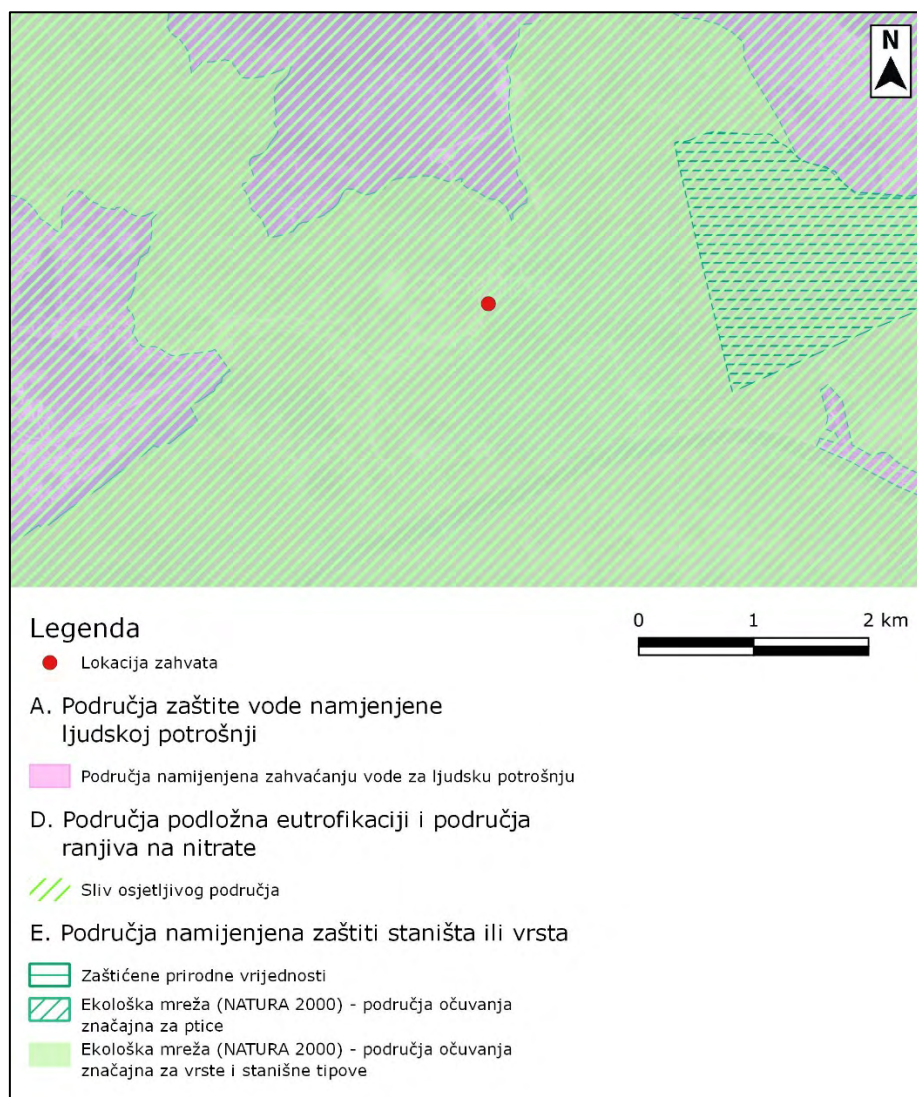 N
Legenda
0 1 2 km
Lokacija zahvata
A. Područja zaštite vode namjenjene
ljudskoj potrošnji
Područja namijenjena zahvaćanju vode za ljudsku potrošnju
D. Područja podložna eutrofikaciji i područja
ranjiva na nitrate
Sliv osjetljivog područja
E. Područja namijenjena zaštiti staništa ili vrsta
Zaštićene prirodne vrijednosti
Ekološka mreža (NATURA 2000) - područja očuvanja
značajna za ptice
Ekološka mreža (NATURA 2000) - područja očuvanja
značajna za vrste i stanišne tipove